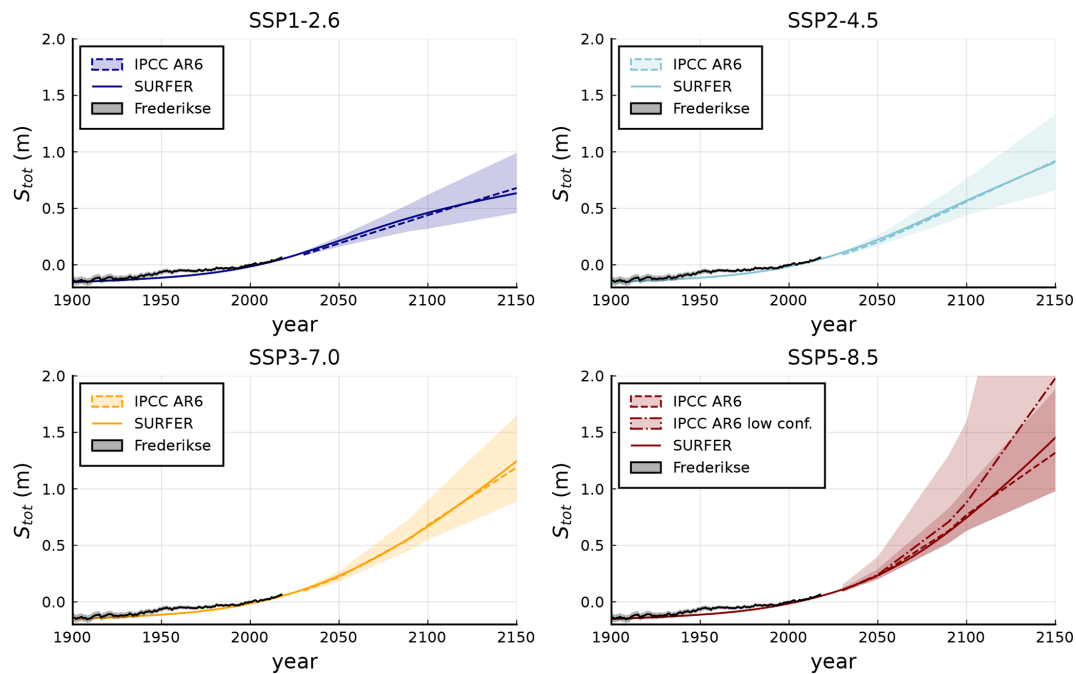 SSP1-2.6
2.0
1.5
1.0
0.5
0.0
S_tot (m)
IPCC AR6
SURFER
Frederikse
1900 1950 2000 2050 2100 2150
year
SSP2-4.5
2.0
1.5
1.0
0.5
0.0
S_tot (m)
IPCC AR6
SURFER
Frederikse
1900 1950 2000 2050 2100 2150
year
SSP3-7.0
2.0
1.5
1.0
0.5
0.0
S_tot (m)
IPCC AR6
SURFER
Frederikse
1900 1950 2000 2050 2100 2150
year
SSP5-8.5
2.0
1.5
1.0
0.5
0.0
S_tot (m)
IPCC AR6
IPCC AR6 low conf.
SURFER
Frederikse
1900 1950 2000 2050 2100 2150
year